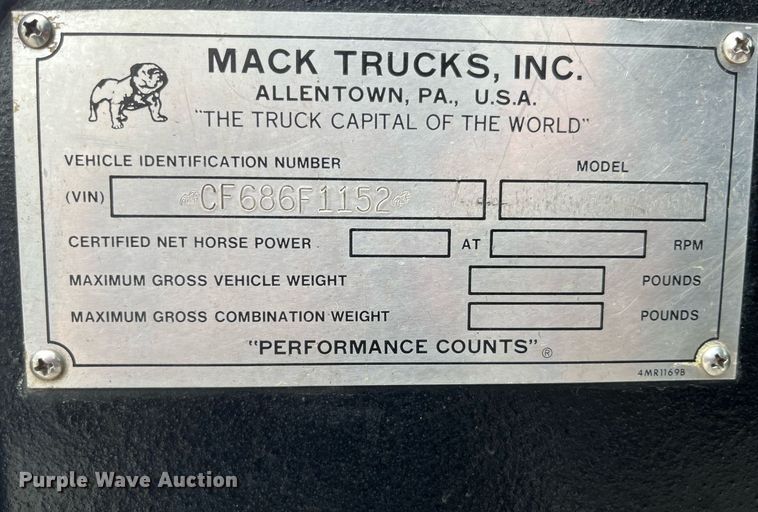 MACK TRUCKS, INC.
ALLENTOWN, PA., U.S.A.
"THE TRUCK CAPITAL OF THE WORLD"
VEHICLE IDENTIFICATION NUMBER MODEL
(VIN) CF686F1152
CERTIFIED NET HORSE POWER AT RPM
MAXIMUM GROSS VEHICLE WEIGHT POUNDS
MAXIMUM GROSS COMBINATION WEIGHT POUNDS
"PERFORMANCE COUNTS" ®
4MR1169B
Purple Wave Auction